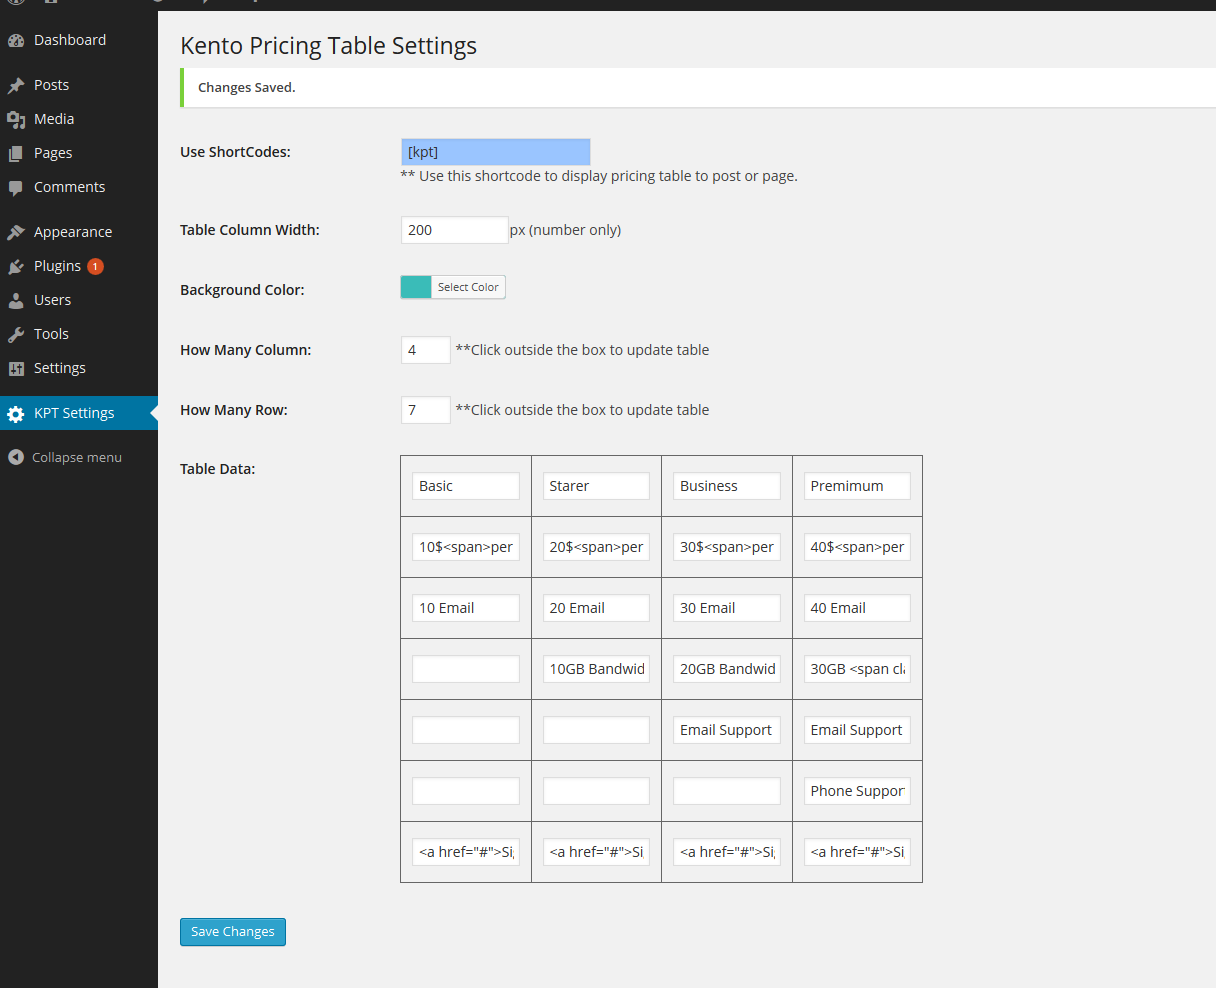 Dashboard
Posts
Media
Pages
Comments
Appearance
Plugins 1
Users
Tools
Settings
KPT Settings
Collapse menu
Kento Pricing Table Settings
Changes Saved.
Use ShortCodes: [kpt]
** Use this shortcode to display pricing table to post or page.
Table Column Width: 200 px (number only)
Background Color: Select Color
How Many Column: 4 **Click outside the box to update table
How Many Row: 7 **Click outside the box to update table
Table Data:
Basic Starer Business Premimum
10$<span>per 20$<span>per 30$<span>per 40$<span>per
10 Email 20 Email 30 Email 40 Email
10GB Bandwid 20GB Bandwid 30GB <span cla
Email Support Email Support
Phone Suppor
<a href="#">Si <a href="#">Si <a href="#">Si <a href="#">Si
Save Changes